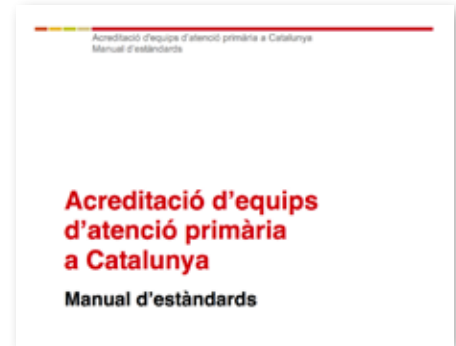 Acreditació d'equips d'atenció primària a Catalunya
Manual d'estàndards
Acreditació d'equips
d'atenció primària
a Catalunya
Manual d'estàndards